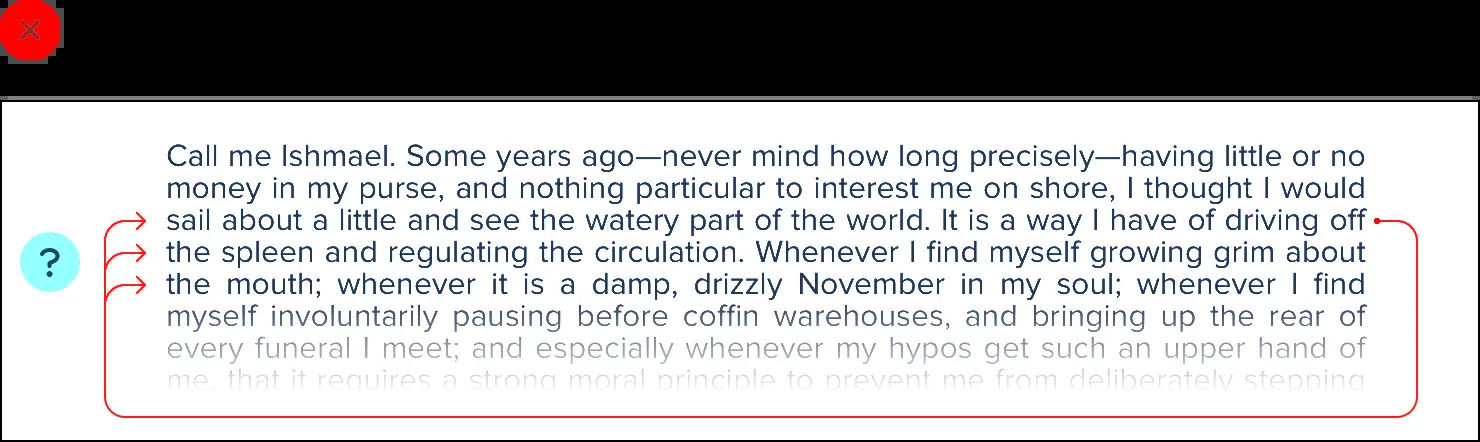 Call me Ishmael. Some years ago—never mind how long precisely—having little or no
money in my purse, and nothing particular to interest me on shore, I thought I would
sail about a little and see the watery part of the world. It is a way I have of driving off
?
the spleen and regulating the circulation. Whenever I find myself growing grim about
the mouth; whenever it is a damp, drizzly November in my soul; whenever I find
myself involuntarily pausing before coffin warehouses, and bringing up the rear of
every funeral I meet; and especially whenever my hypos get such an upper hand of
me, that it requires a strong moral principle to prevent me from deliberately stepping